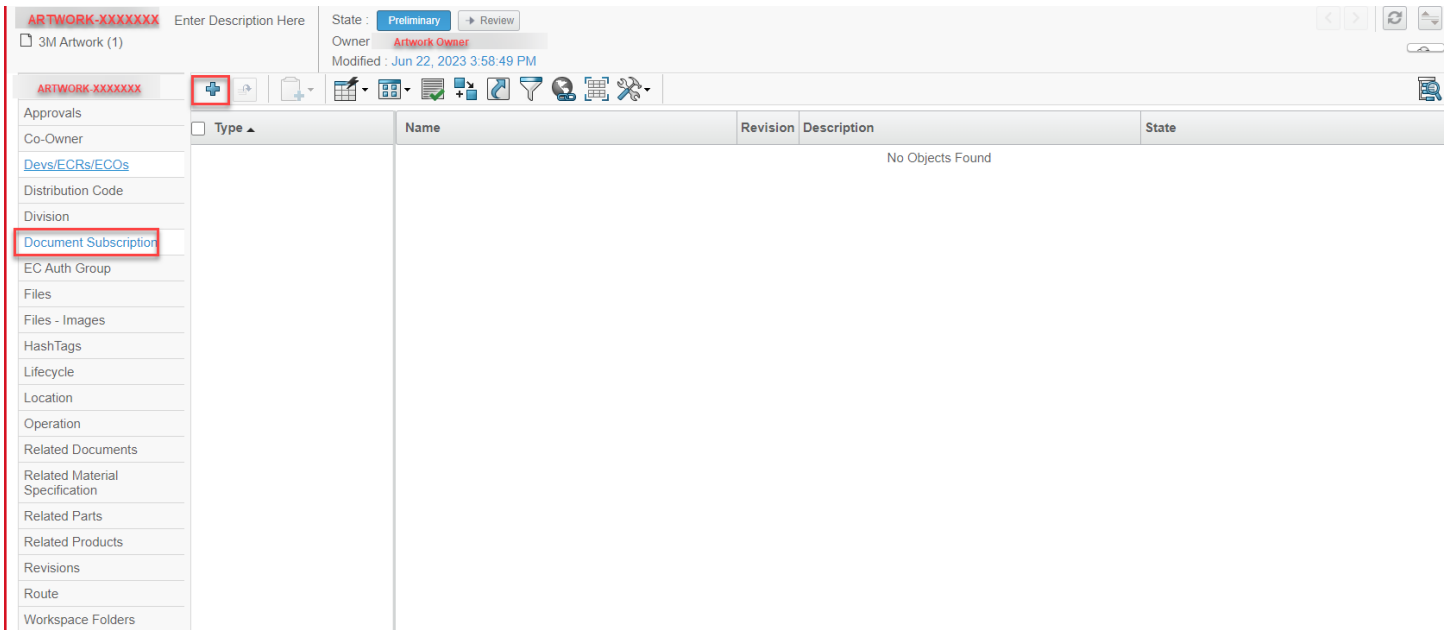 ARTWORK-XXXXXXX Enter Description Here
3M Artwork (1)
State : Preliminary Review
Owner Artwork Owner
Modified : Jun 22, 2023 3:58:49 PM
ARTWORK-XXXXXXX
Approvals
Co-Owner
Devs/ECRs/ECOs
Distribution Code
Division
Document Subscription
EC Auth Group
Files
Files - Images
HashTags
Lifecycle
Location
Operation
Related Documents
Related Material
Specification
Related Parts
Related Products
Revisions
Route
Workspace Folders
Type Name Revision Description State
No Objects Found